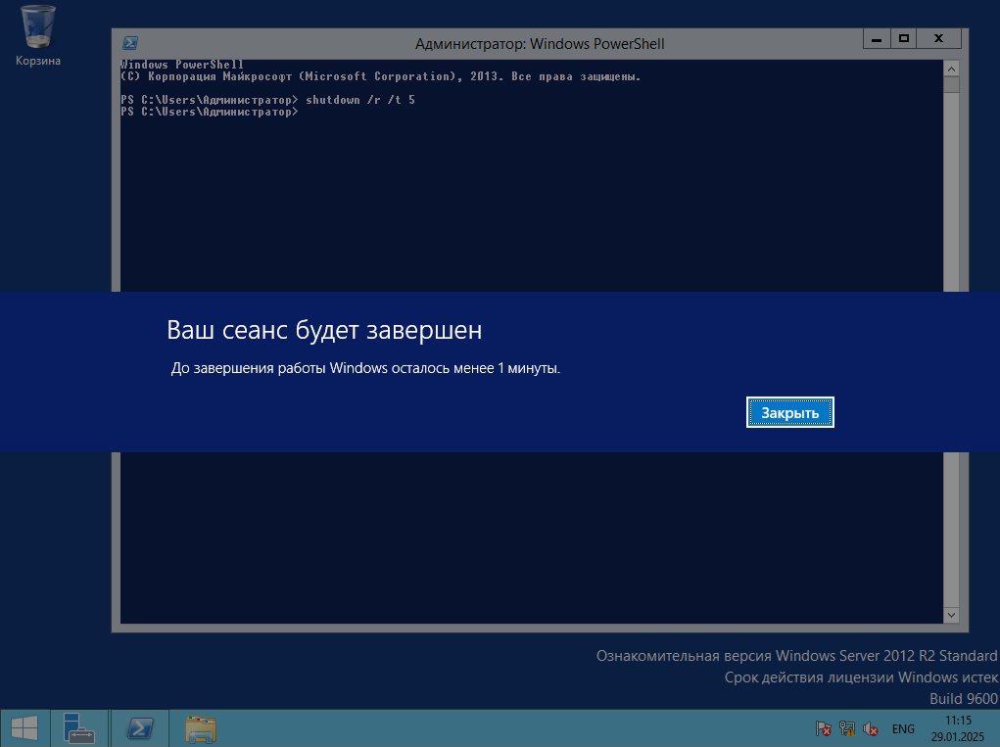 Корзина
Администратор: Windows PowerShell
Windows PowerShell
(C) Корпорация Майкрософт (Microsoft Corporation), 2013. Все права защищены.
PS C:\Users\Администратор> shutdown /r /t 5
PS C:\Users\Администратор>
Ваш сеанс будет завершен
До завершения работы Windows осталось менее 1 минуты.
Закрыть
Ознакомительная версия Windows Server 2012 R2 Standard
Срок действия лицензии Windows истек
Build 9600
ENG
11:15
29.01.2025